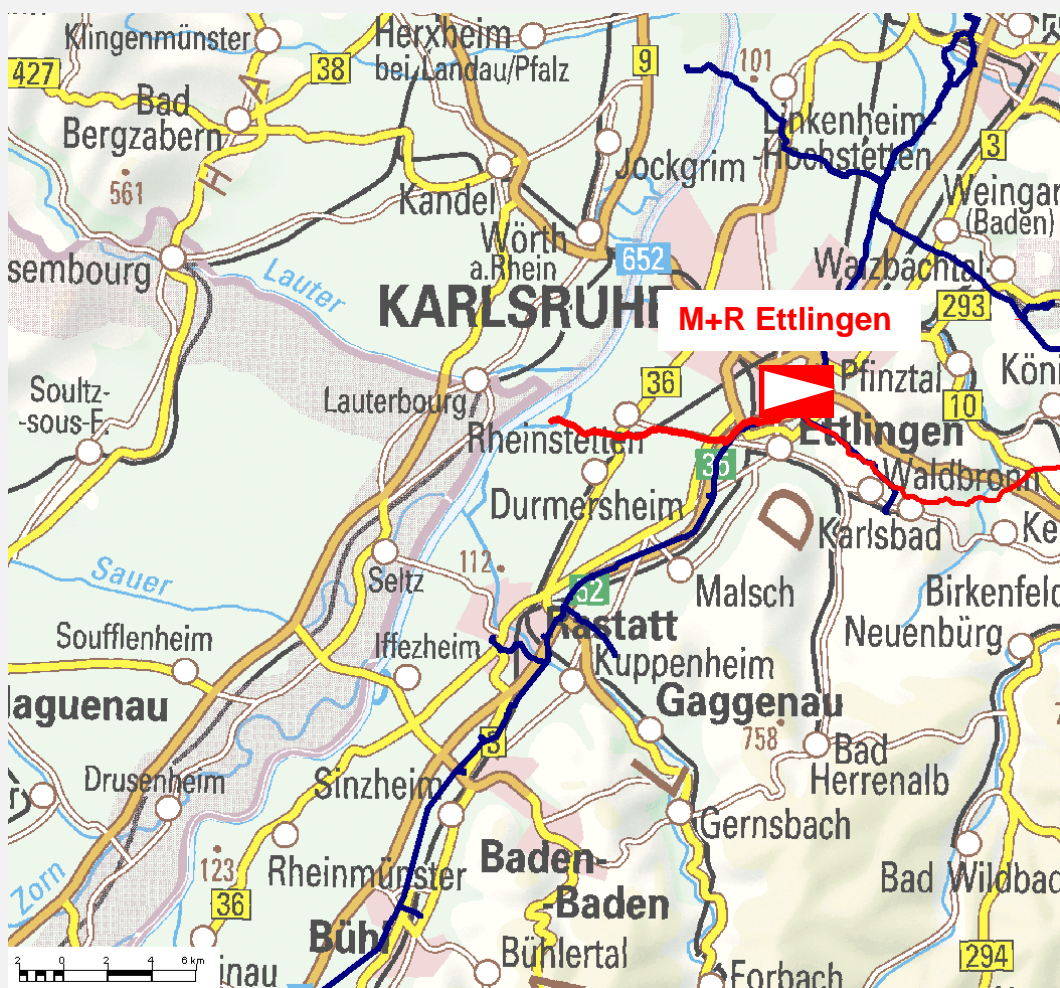 Klingenmünster
Herxheim
bei Landau/Pfalz
427
38
9
101
Bad
Bergzabern
H A
561
Linkenheim-
-Hochstetten
3
Jockgrim
Kandel
Weingar
(Baden)
Wörth
a.Rhein
652
sembourg
Lauter
Walzbachtal
KARLSRUHE
M+R Ettlingen
293
Soultz-
-sous-F.
Lauterbourg
36
Pfinztal
Köni
10
Rheinstetten
Ettlingen
35
Waldbronn
Durmersheim
D
Karlsbad
Ke
Sauer
Seltz
112
52
Malsch
Birkenfeld
Soufflenheim
Iffezheim
Rastatt
Neuenbürg
Kuppenheim
aguenau
Gaggenau
3
758
Bad
Herrenalb
Drusenheim
Sinzheim
L
Gernsbach
Zorn
123
Rheinmünster
Baden-
-Baden
Bad Wildbad
36
Bühl
Bühlertal
294
2 0 2 4 6 km
inau
Forbach